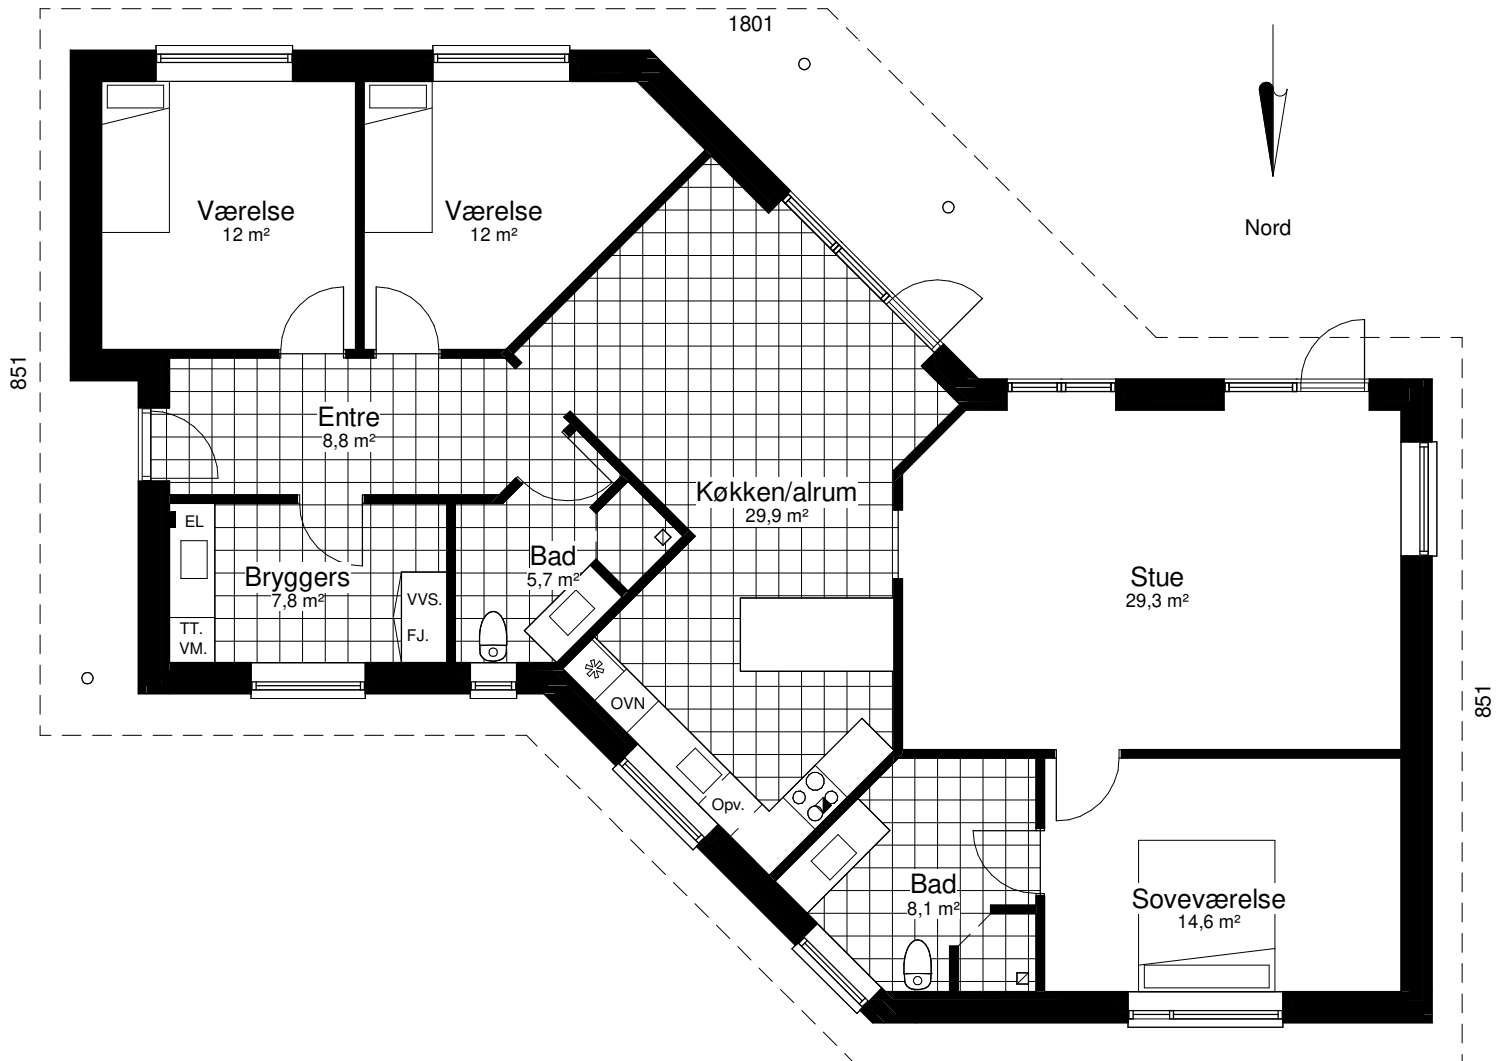 1801
Nord
Værelse
12 m²
Værelse
12 m²
851
Entre
8,8 m²
Køkken/alrum
29,9 m²
EL
Bad
5,7 m²
Bryggers
7,8 m²
Stue
29,3 m²
VVS.
FJ.
TT.
VM.
OVN
851
Opv.
Bad
8,1 m²
Soveværelse
14,6 m²